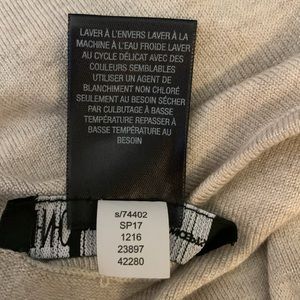 LAVER À L'ENVERS LAVER À LA
MACHINE À L'EAU FROIDE LAVER
AU CYCLE DÉLICAT AVEC DES
COULEURS SEMBLABLES
UTILISER UN AGENT DE
BLANCHIMENT NON CHLORÉ
SEULEMENT AU BESOIN SÉCHER
PAR CULBUTAGE À BASSE
TEMPÉRATURE REPASSER À
BASSE TEMPÉRATURE AU
BESOIN
s/74402
SP17
1216
23897
42280